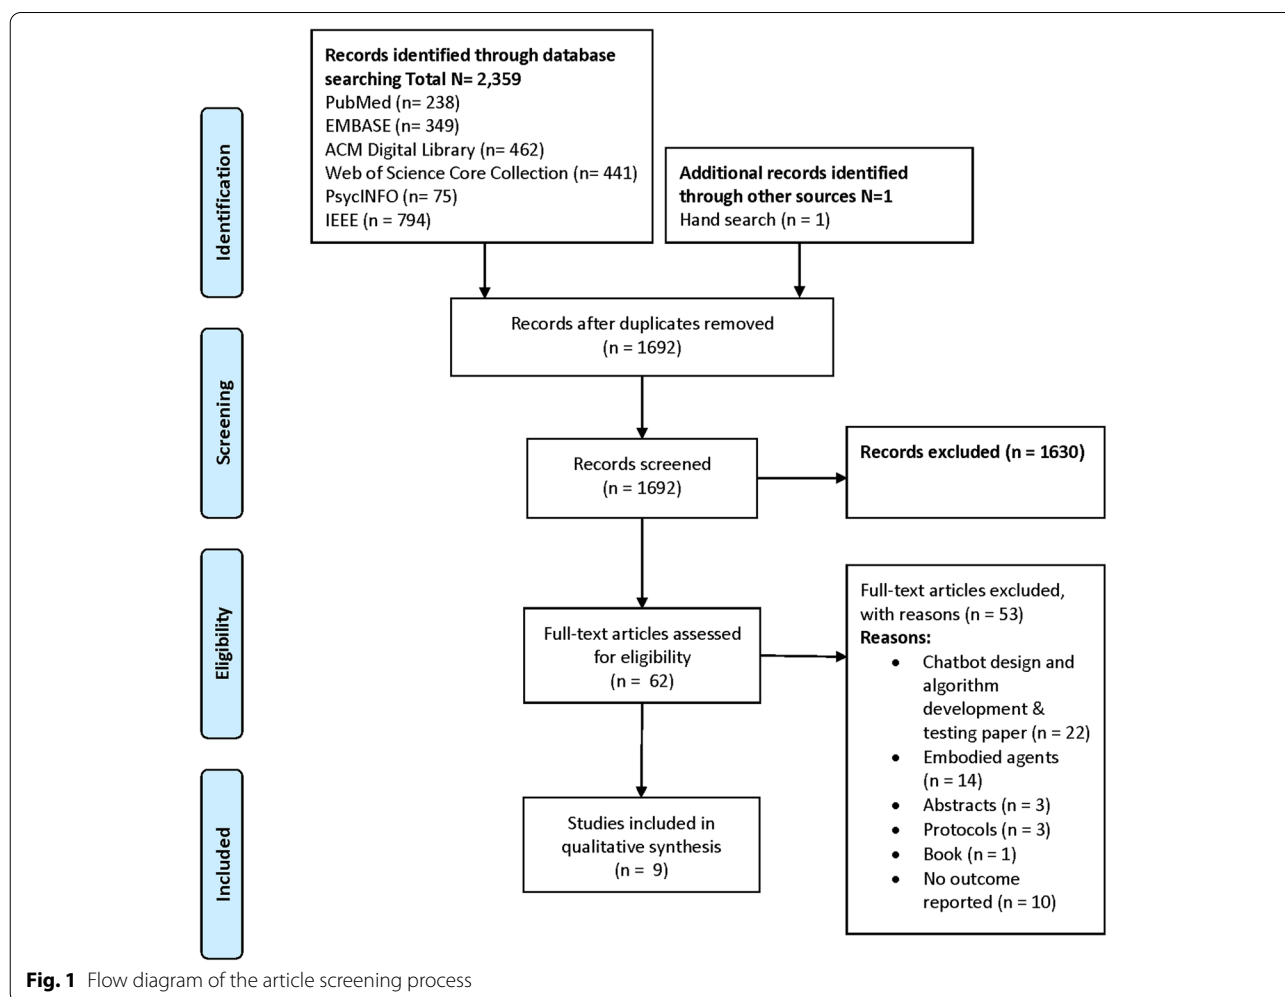 Identification
Records identified through database
searching Total N= 2,359
PubMed (n= 238)
EMBASE (n= 349)
ACM Digital Library (n= 462)
Web of Science Core Collection (n= 441)
PsycINFO (n= 75)
IEEE (n = 794)
Additional records identified
through other sources N=1
Hand search (n = 1)
Records after duplicates removed
(n = 1692)
Screening
Records screened
(n = 1692)
Records excluded (n = 1630)
Eligibility
Full-text articles assessed
for eligibility
(n = 62)
Full-text articles excluded,
with reasons (n = 53)
Reasons:
• Chatbot design and
algorithm
development &
testing paper (n = 22)
• Embodied agents
(n = 14)
• Abstracts (n = 3)
• Protocols (n = 3)
• Book (n = 1)
• No outcome
reported (n = 10)
Included
Studies included in
qualitative synthesis
(n = 9)
Fig. 1 Flow diagram of the article screening process